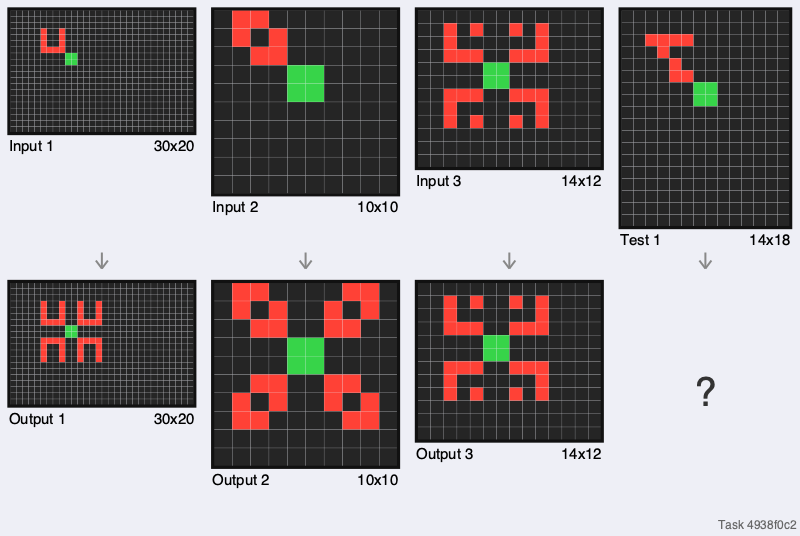 Input 1 30x20
Input 2 10x10
Input 3 14x12
Test 1 14x18
Output 1 30x20
Output 2 10x10
Output 3 14x12
?
Task 4938f0c2